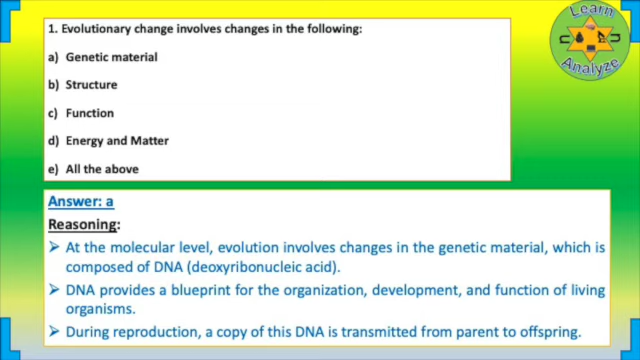 1. Evolutionary change involves changes in the following:
a) Genetic material
b) Structure
c) Function
d) Energy and Matter
e) All the above
Learn
Analyze
Answer: a
Reasoning:
➢ At the molecular level, evolution involves changes in the genetic material, which is
composed of DNA (deoxyribonucleic acid).
➢ DNA provides a blueprint for the organization, development, and function of living
organisms.
➢ During reproduction, a copy of this DNA is transmitted from parent to offspring.